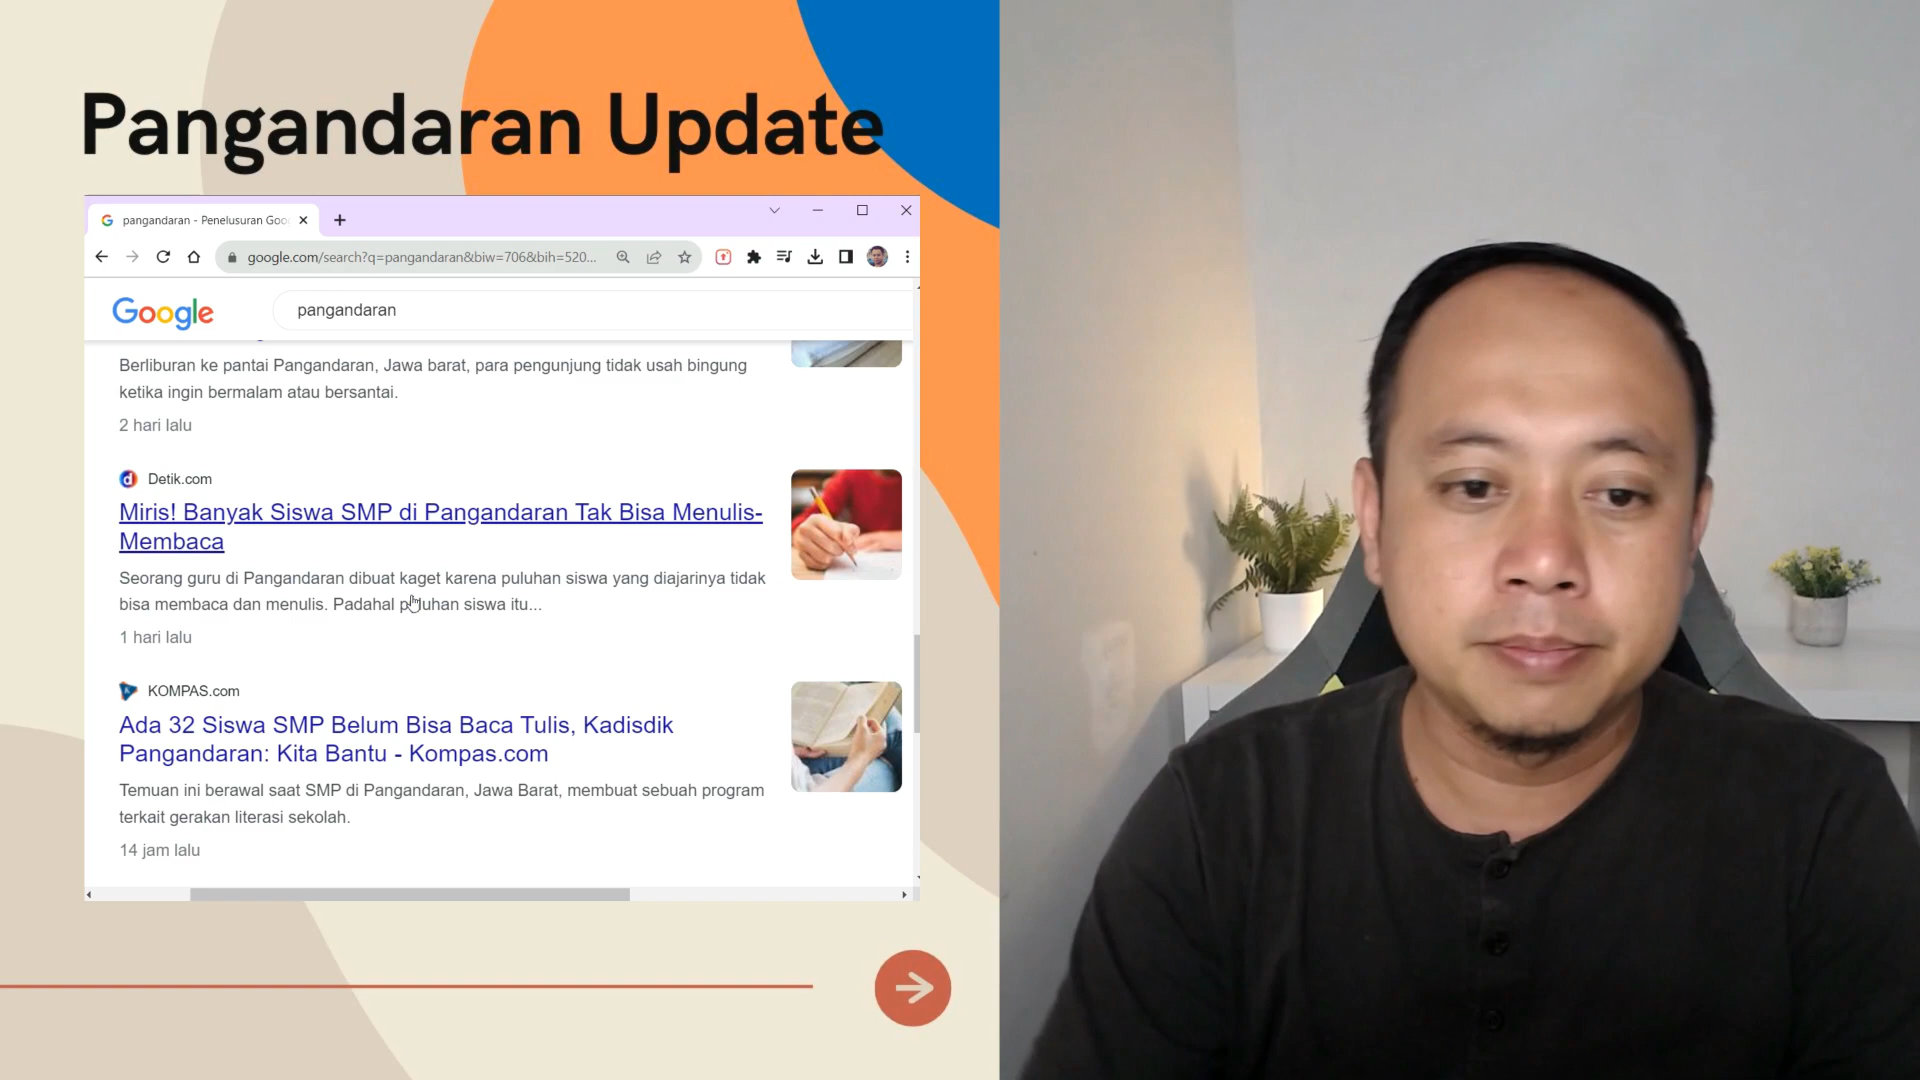 Pangandaran Update
pangandaran - Penelusuran Goo
google.com/search?q=pangandaran&biw=706&bih=520...
Google
pangandaran
Berliburan ke pantai Pangandaran, Jawa barat, para pengunjung tidak usah bingung
ketika ingin bermalam atau bersantai.
2 hari lalu
Detik.com
Miris! Banyak Siswa SMP di Pangandaran Tak Bisa Menulis-
Membaca
Seorang guru di Pangandaran dibuat kaget karena puluhan siswa yang diajarinya tidak
bisa membaca dan menulis. Padahal puluhan siswa itu...
1 hari lalu
KOMPAS.com
Ada 32 Siswa SMP Belum Bisa Baca Tulis, Kadisdik
Pangandaran: Kita Bantu - Kompas.com
Temuan ini berawal saat SMP di Pangandaran, Jawa Barat, membuat sebuah program
terkait gerakan literasi sekolah.
14 jam lalu